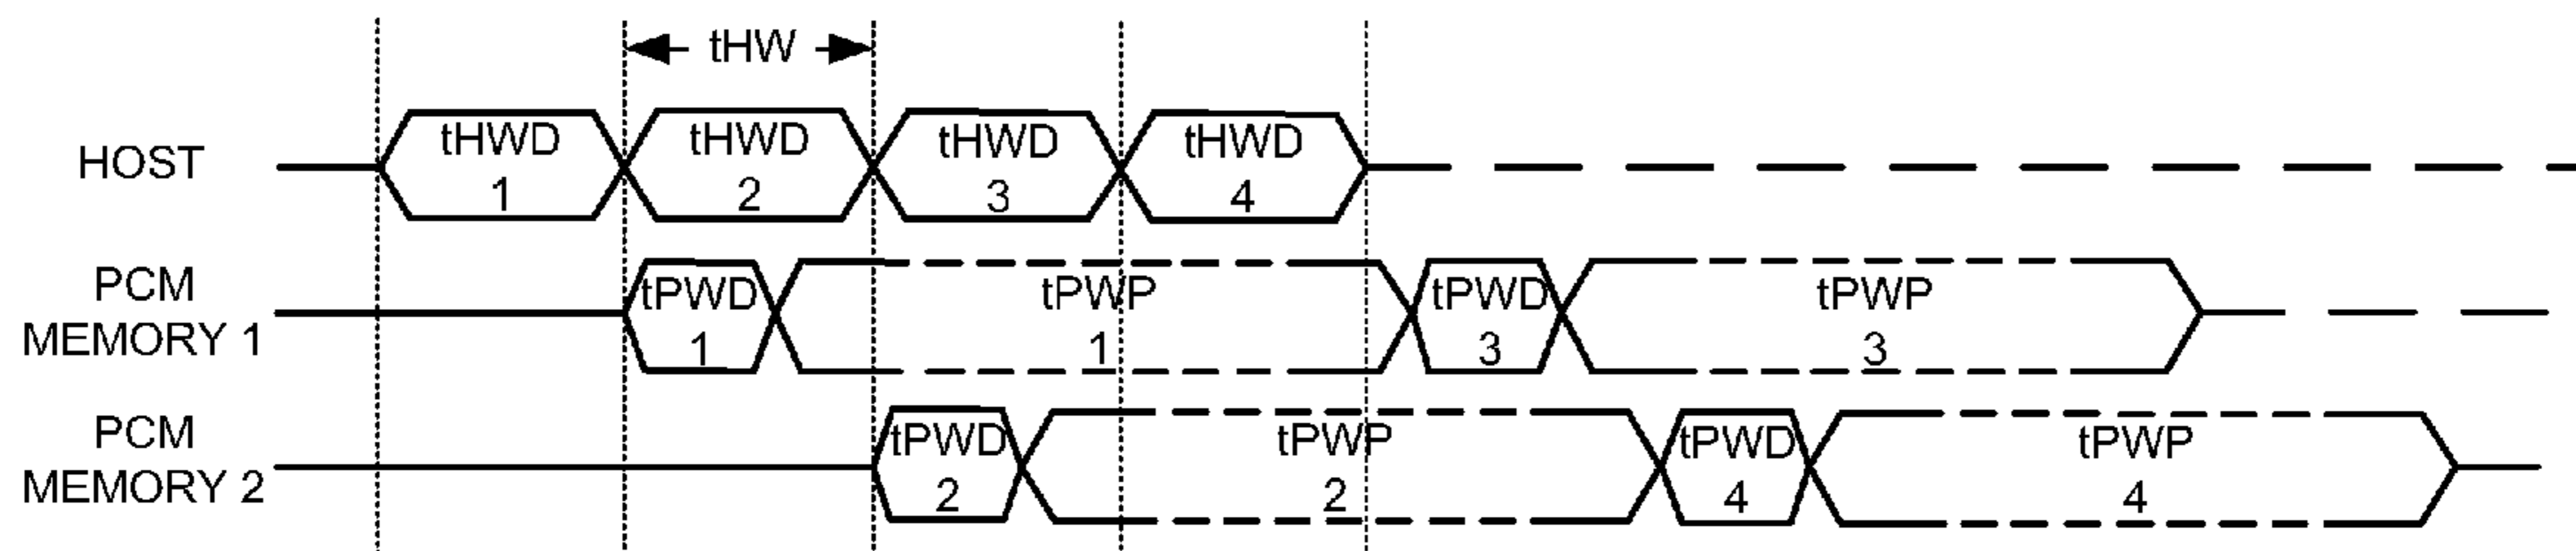 tHW
HOST
tHWD
1
tHWD
2
tHWD
3
tHWD
4
PCM
MEMORY 1
tPWD
1
tPWP
1
tPWD
3
tPWP
3
PCM
MEMORY 2
tPWD
2
tPWP
2
tPWD
4
tPWP
4